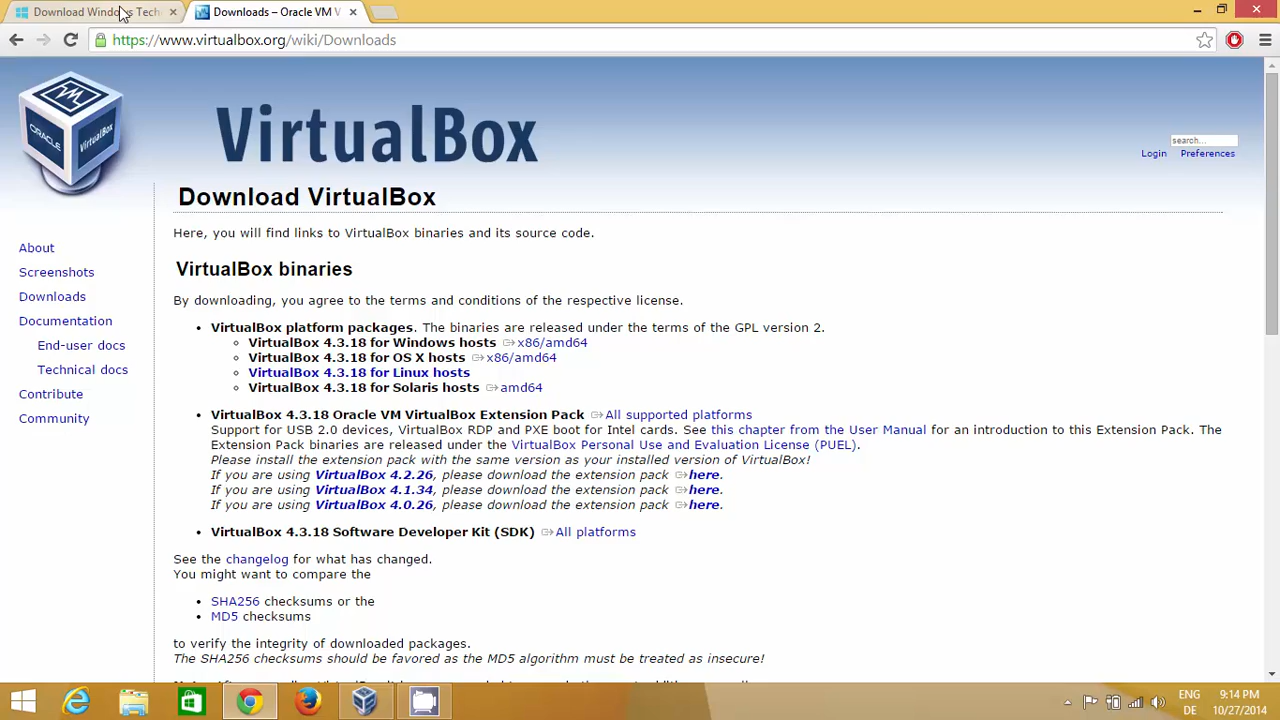 Download Windows Tech
Downloads – Oracle VM V
https://www.virtualbox.org/wiki/Downloads
ORACLE
VirtualBox
VirtualBox
search...
Login Preferences
Download VirtualBox
Here, you will find links to VirtualBox binaries and its source code.
About
Screenshots
Downloads
Documentation
End-user docs
Technical docs
Contribute
Community
VirtualBox binaries
By downloading, you agree to the terms and conditions of the respective license.
VirtualBox platform packages. The binaries are released under the terms of the GPL version 2.
VirtualBox 4.3.18 for Windows hosts x86/amd64
VirtualBox 4.3.18 for OS X hosts x86/amd64
VirtualBox 4.3.18 for Linux hosts
VirtualBox 4.3.18 for Solaris hosts amd64
VirtualBox 4.3.18 Oracle VM VirtualBox Extension Pack All supported platforms
Support for USB 2.0 devices, VirtualBox RDP and PXE boot for Intel cards. See this chapter from the User Manual for an introduction to this Extension Pack. The
Extension Pack binaries are released under the VirtualBox Personal Use and Evaluation License (PUEL).
Please install the extension pack with the same version as your installed version of VirtualBox!
If you are using VirtualBox 4.2.26, please download the extension pack here.
If you are using VirtualBox 4.1.34, please download the extension pack here.
If you are using VirtualBox 4.0.26, please download the extension pack here.
VirtualBox 4.3.18 Software Developer Kit (SDK) All platforms
See the changelog for what has changed.
You might want to compare the
SHA256 checksums or the
MD5 checksums
to verify the integrity of downloaded packages.
The SHA256 checksums should be favored as the MD5 algorithm must be treated as insecure!
ENG
DE
9:14 PM
10/27/2014